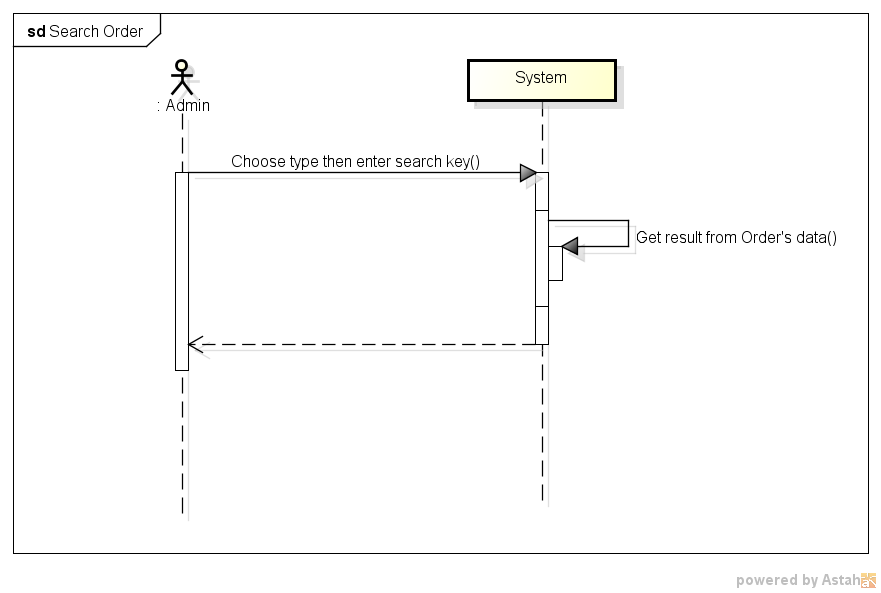 sd Search Order
: Admin
System
Choose type then enter search key()
Get result from Order's data()
powered by Astah